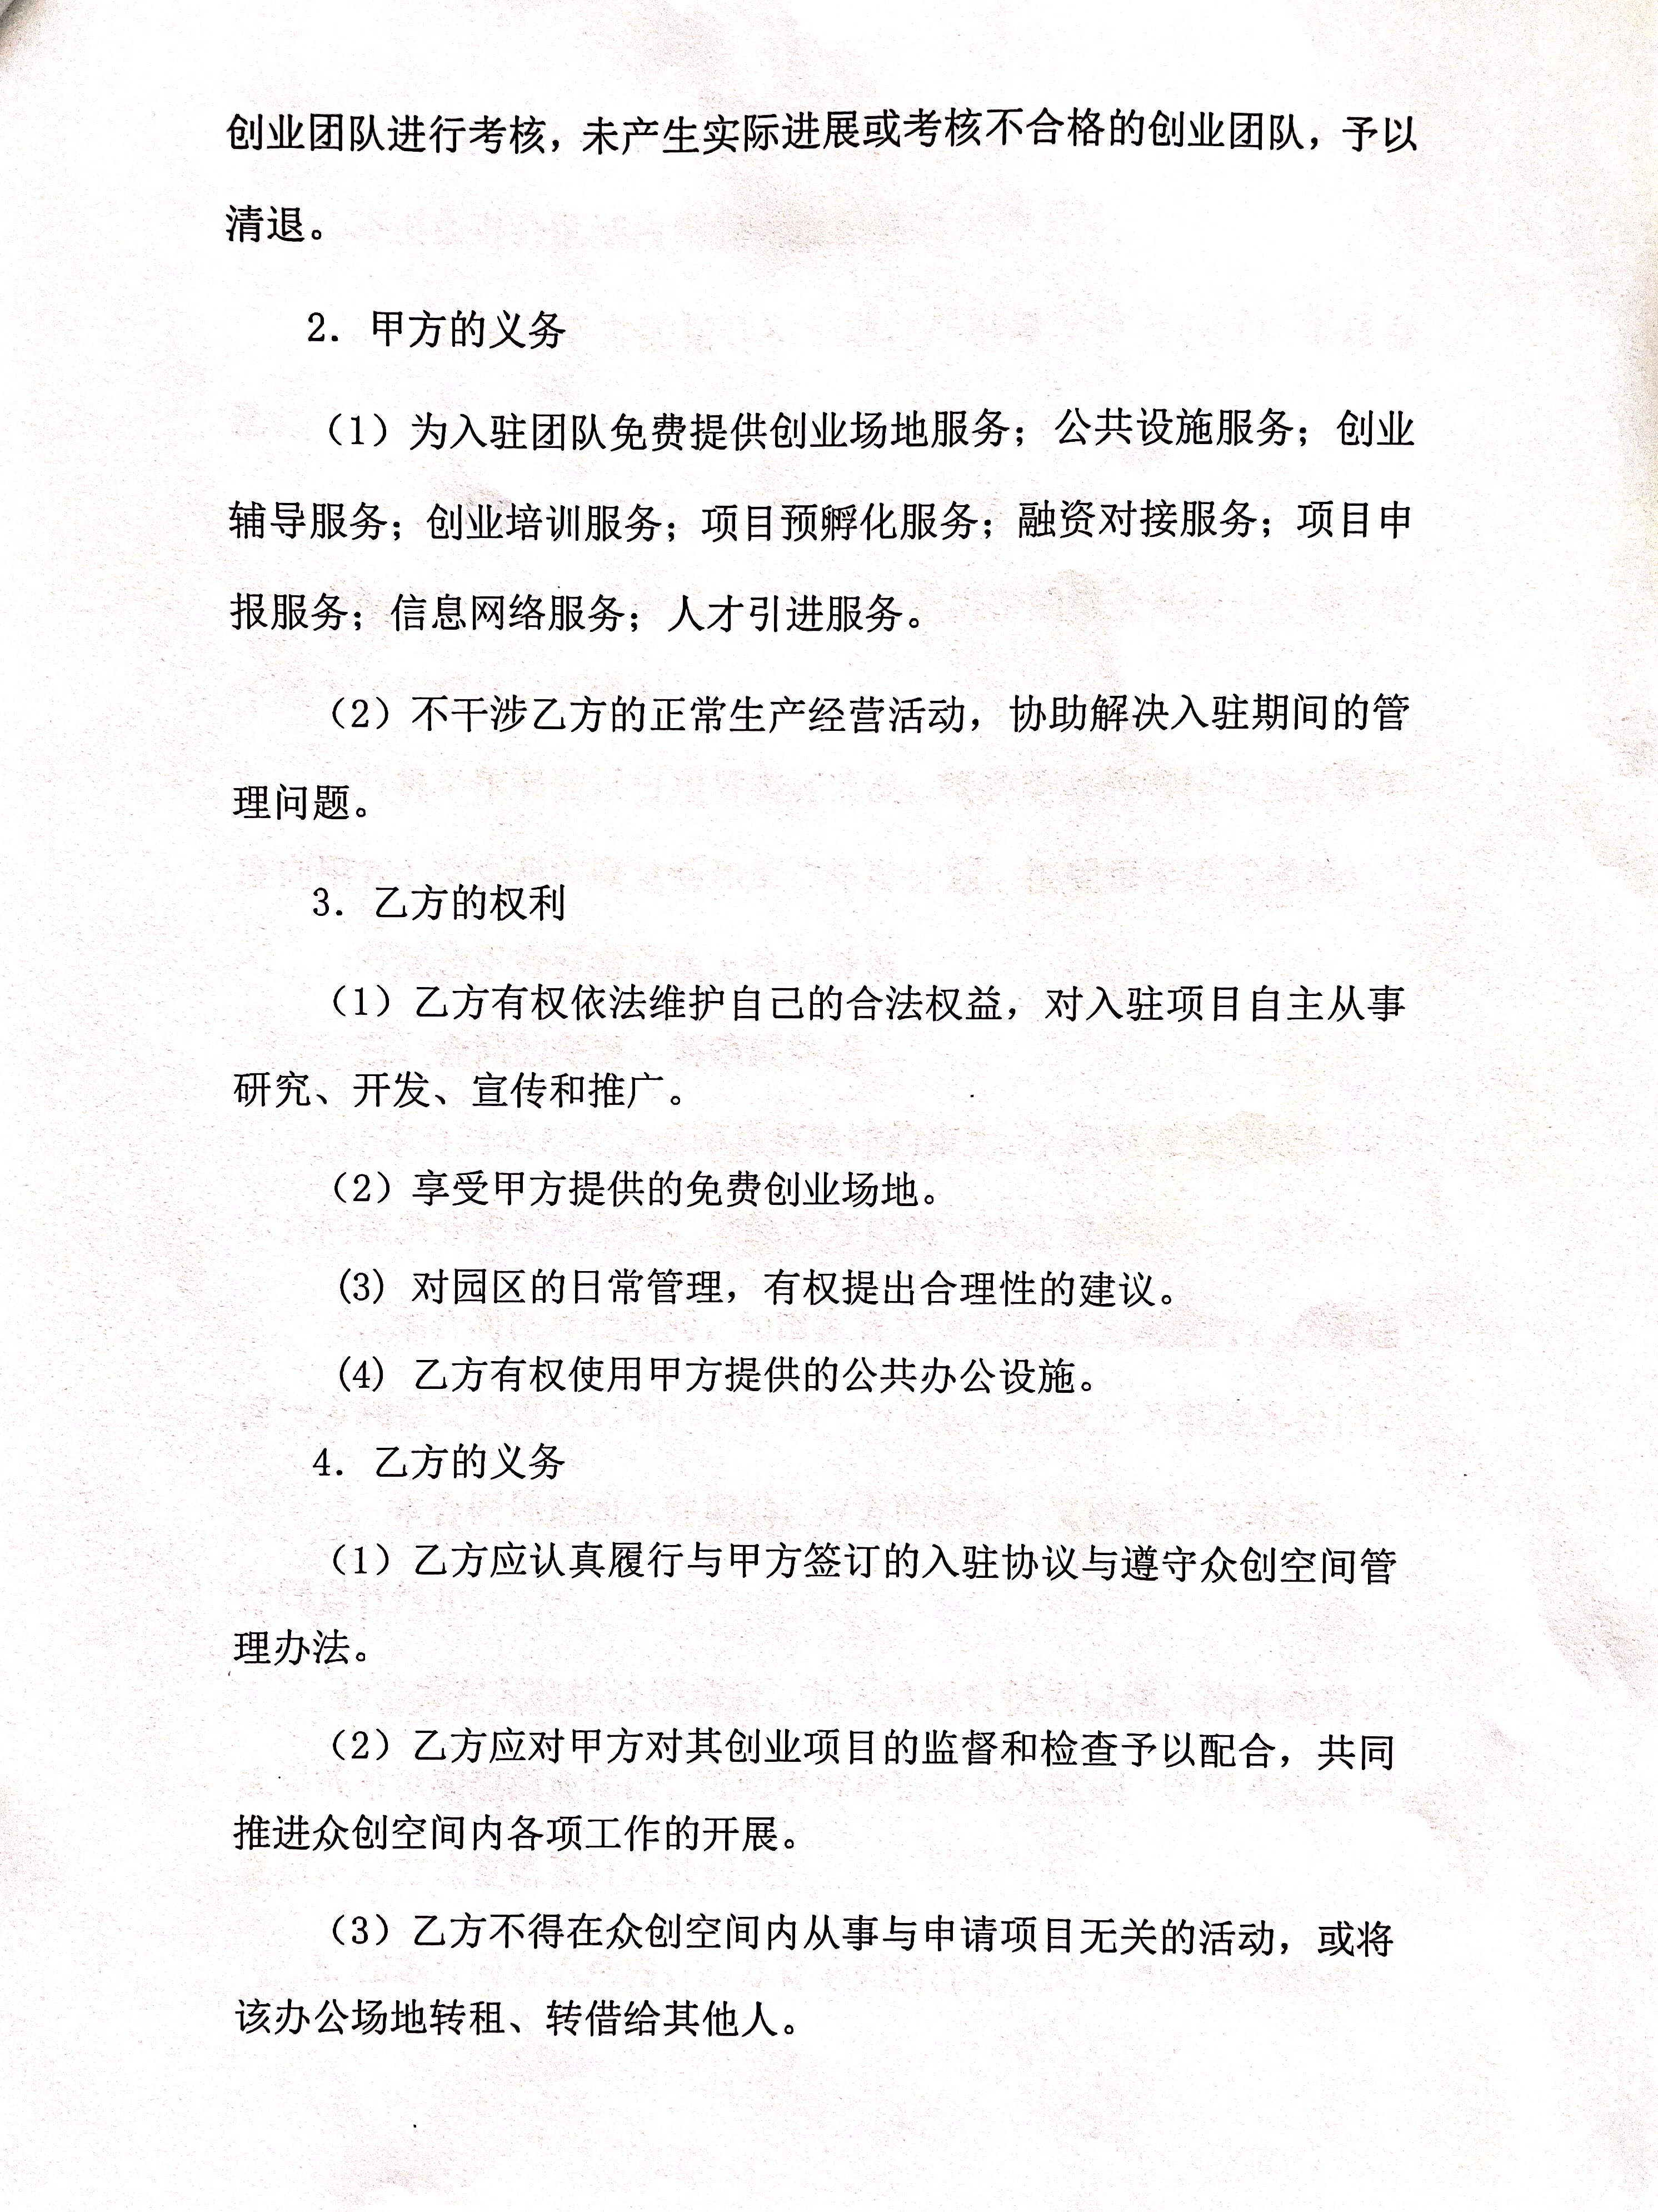 创业团队进行考核，未产生实际进展或考核不合格的创业团队，予以
清退。
2. 甲方的义务
（1）为入驻团队免费提供创业场地服务；公共设施服务；创业
辅导服务；创业培训服务；项目预孵化服务；融资对接服务；项目申
报服务；信息网络服务；人才引进服务。
（2）不干涉乙方的正常生产经营活动，协助解决入驻期间的管
理问题。
3. 乙方的权利
（1）乙方有权依法维护自己的合法权益，对入驻项目自主从事
研究、开发、宣传和推广。
（2）享受甲方提供的免费创业场地。
(3) 对园区的日常管理，有权提出合理性的建议。
(4) 乙方有权使用甲方提供的公共办公设施。
4. 乙方的义务
（1）乙方应认真履行与甲方签订的入驻协议与遵守众创空间管
理办法。
（2）乙方应对甲方对其创业项目的监督和检查予以配合，共同
推进众创空间内各项工作的开展。
（3）乙方不得在众创空间内从事与申请项目无关的活动，或将
该办公场地转租、转借给其他人。